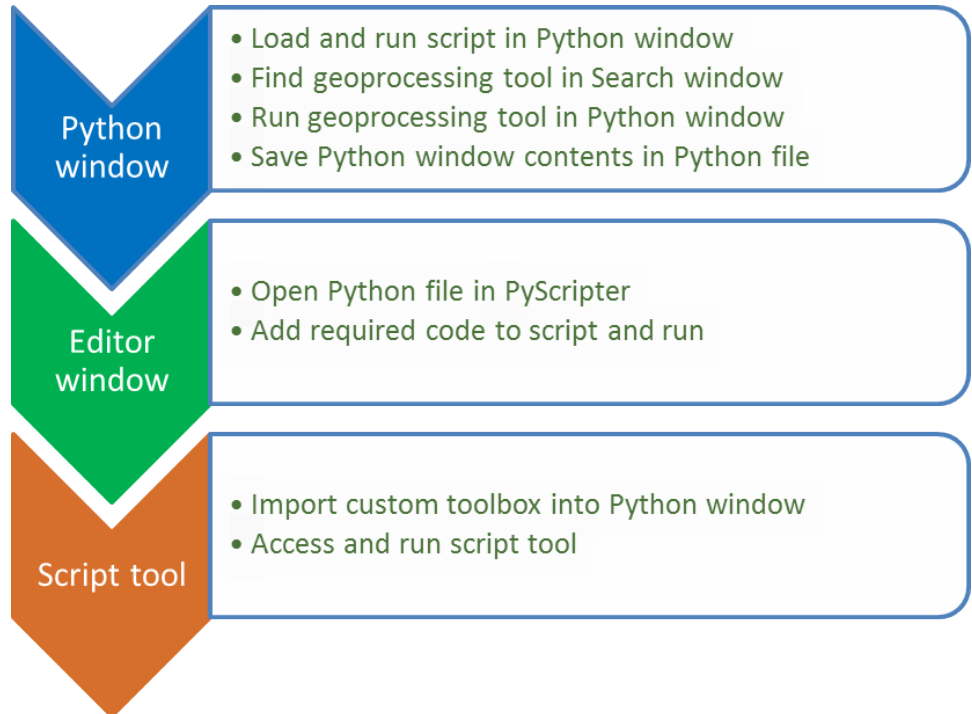 Python
window
• Load and run script in Python window
• Find geoprocessing tool in Search window
• Run geoprocessing tool in Python window
• Save Python window contents in Python file
Editor
window
• Open Python file in PyScripter
• Add required code to script and run
Script tool
• Import custom toolbox into Python window
• Access and run script tool